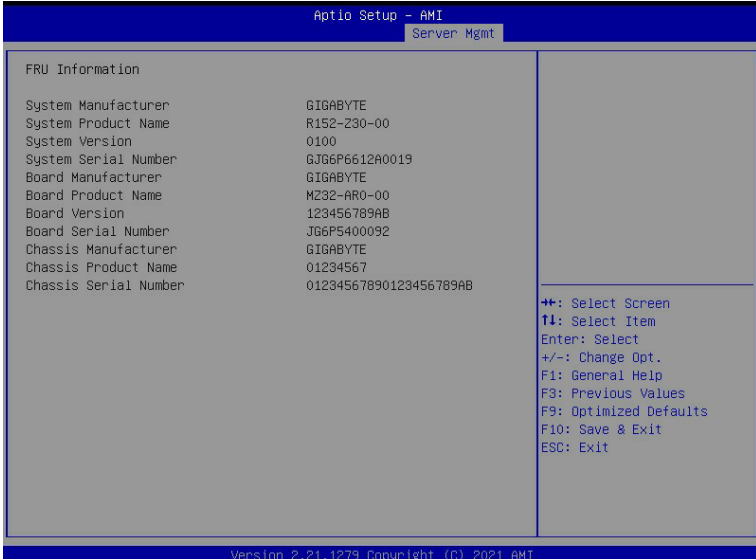 Aptio Setup – AMI
Server Mgmt
FRU Information
System Manufacturer GIGABYTE
System Product Name R152-Z30-00
System Version 0100
System Serial Number GJG6P6612A0019
Board Manufacturer GIGABYTE
Board Product Name MZ32-AR0-00
Board Version 123456789AB
Board Serial Number JG6P5400092
Chassis Manufacturer GIGABYTE
Chassis Product Name 01234567
Chassis Serial Number 01234567890123456789AB
→←: Select Screen
↑↓: Select Item
Enter: Select
+/-: Change Opt.
F1: General Help
F3: Previous Values
F9: Optimized Defaults
F10: Save & Exit
ESC: Exit
Version 2.21.1279 Copyright (C) 2021 AMI